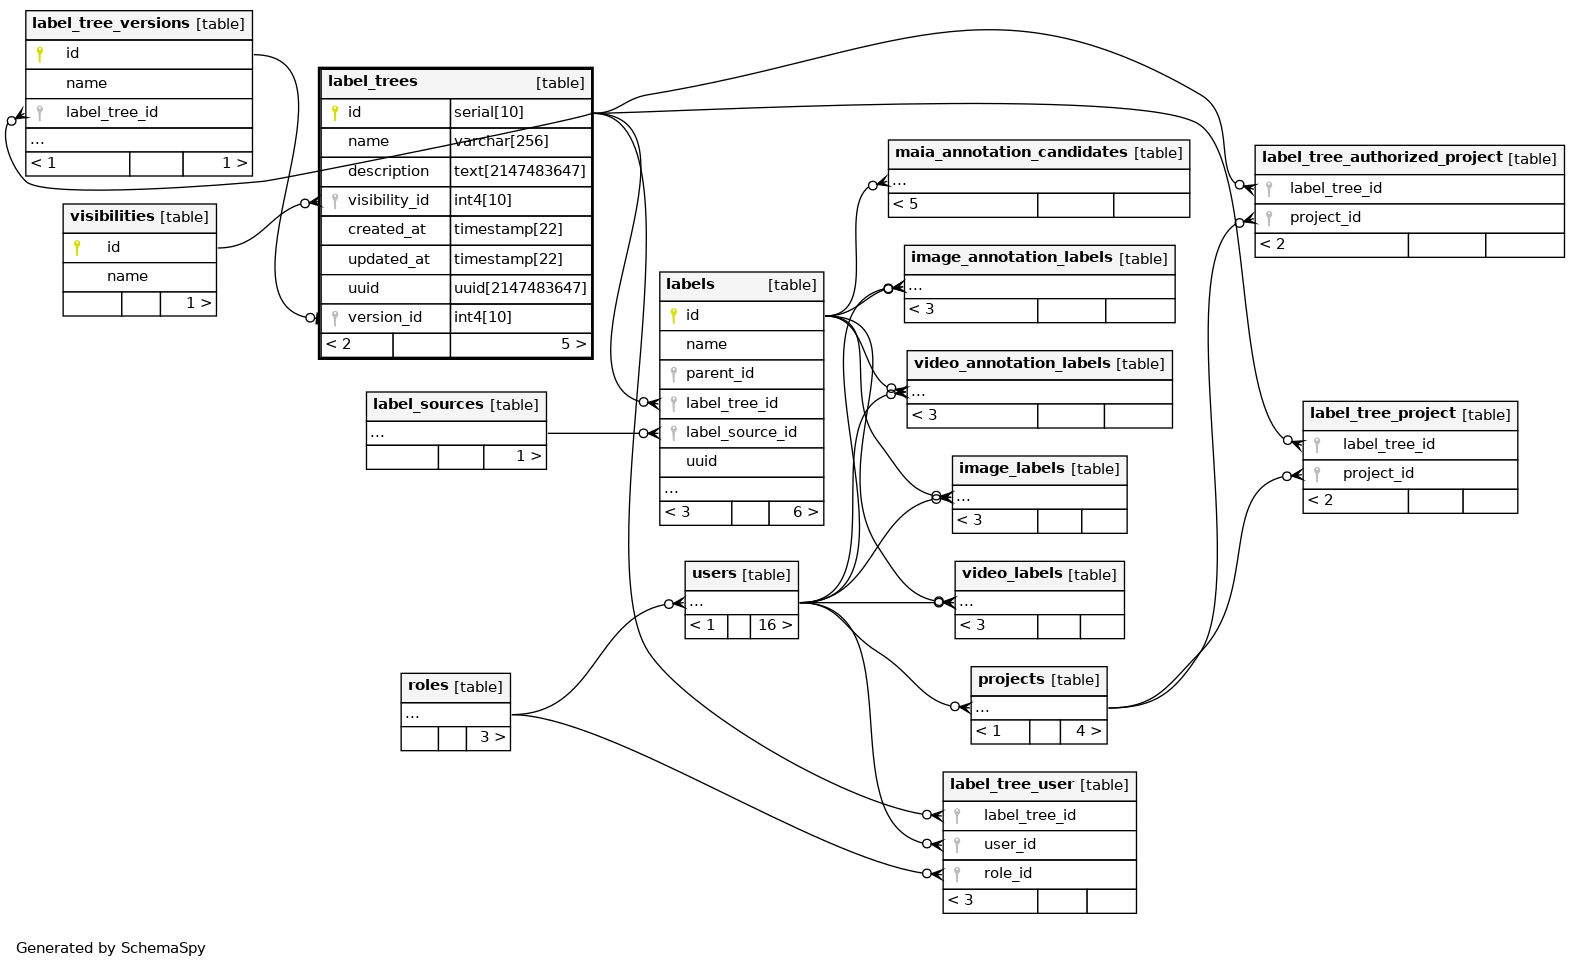 label_tree_versions [table]
id
name
label_tree_id
...
< 1 1 >
label_trees [table]
id serial[10]
name varchar[256]
description text[2147483647]
visibility_id int4[10]
created_at timestamp[22]
updated_at timestamp[22]
uuid uuid[2147483647]
version_id int4[10]
< 2 5 >
visibilities [table]
id
name
1 >
label_sources [table]
...
1 >
labels [table]
id
name
parent_id
label_tree_id
label_source_id
uuid
...
< 3 6 >
users [table]
...
< 1 16 >
roles [table]
...
3 >
maia_annotation_candidates [table]
...
< 5
image_annotation_labels [table]
...
< 3
video_annotation_labels [table]
...
< 3
image_labels [table]
...
< 3
video_labels [table]
...
< 3
projects [table]
...
< 1 4 >
label_tree_user [table]
label_tree_id
user_id
role_id
< 3
label_tree_authorized_project [table]
label_tree_id
project_id
< 2
label_tree_project [table]
label_tree_id
project_id
< 2
Generated by SchemaSpy